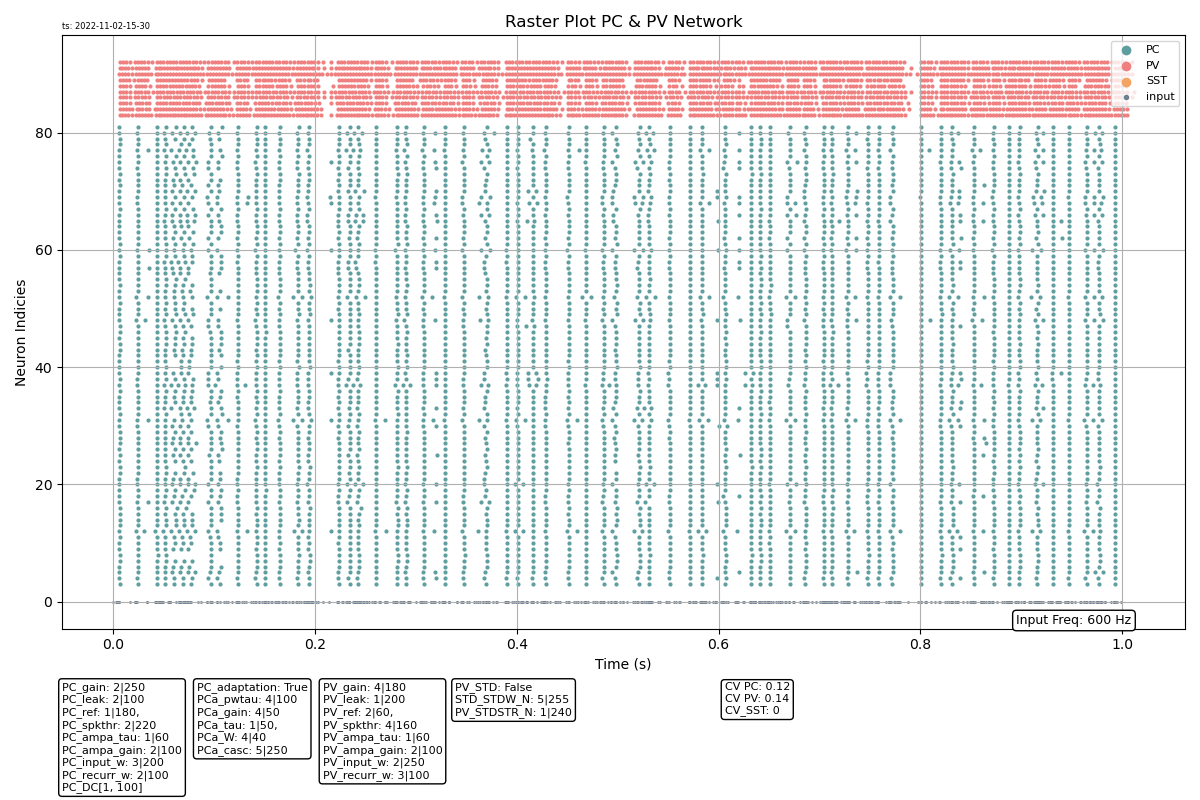 ts: 2022-11-02-15-30
Raster Plot PC & PV Network
PC
PV
SST
input
80
60
40
20
0
Neuron Indicies
Input Freq: 600 Hz
0.0 0.2 0.4 0.6 0.8 1.0
Time (s)
PC_gain: 2|250
PC_leak: 2|100
PC_ref: 1|180,
PC_spkthr: 2|220
PC_ampa_tau: 1|60
PC_ampa_gain: 2|100
PC_input_w: 3|200
PC_recurr_w: 2|100
PC_DC[1, 100]
PC_adaptation: True
PCa_pwtau: 4|100
PCa_gain: 4|50
PCa_tau: 1|50,
PCa_W: 4|40
PCa_casc: 5|250
PV_gain: 4|180
PV_leak: 1|200
PV_ref: 2|60,
PV_spkthr: 4|160
PV_ampa_tau: 1|60
PV_ampa_gain: 2|100
PV_input_w: 2|250
PV_recurr_w: 3|100
PV_STD: False
STD_STDW_N: 5|255
PV_STDSTR_N: 1|240
CV PC: 0.12
CV PV: 0.14
CV_SST: 0